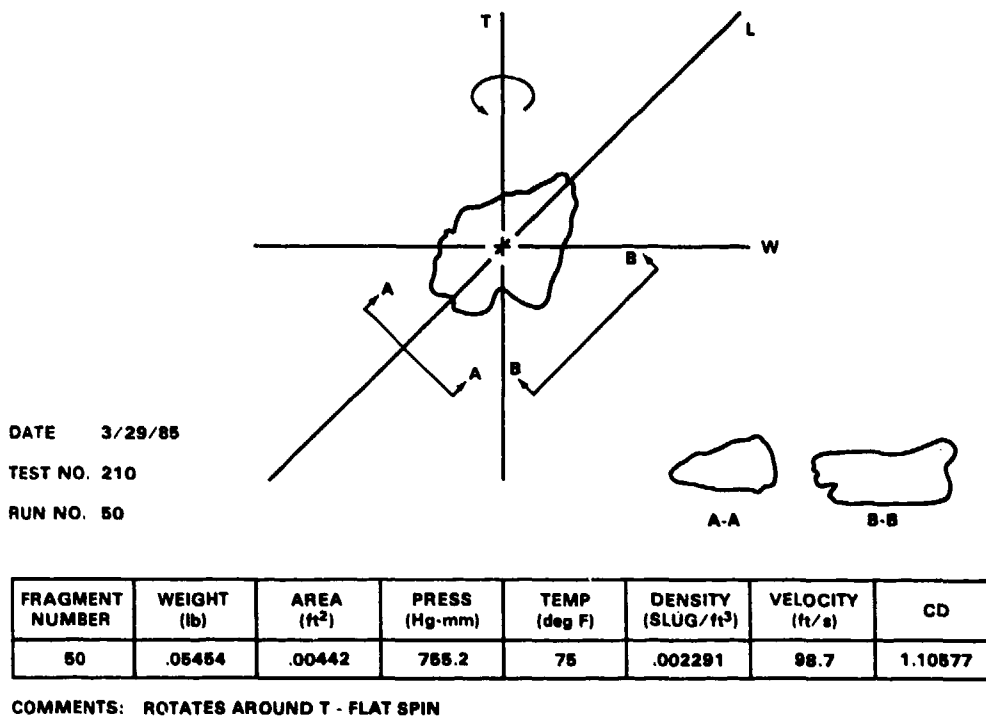 T
L
W
B
A
A
B
DATE 3/29/85
TEST NO. 210
RUN NO. 50
A-A B-B
FRAGMENT NUMBER WEIGHT (lb) AREA (ft²) PRESS (Hg-mm) TEMP (deg F) DENSITY (SLUG/ft³) VELOCITY (ft/s) CD
50 .05454 .00442 755.2 75 .002291 98.7 1.10577
COMMENTS: ROTATES AROUND T - FLAT SPIN